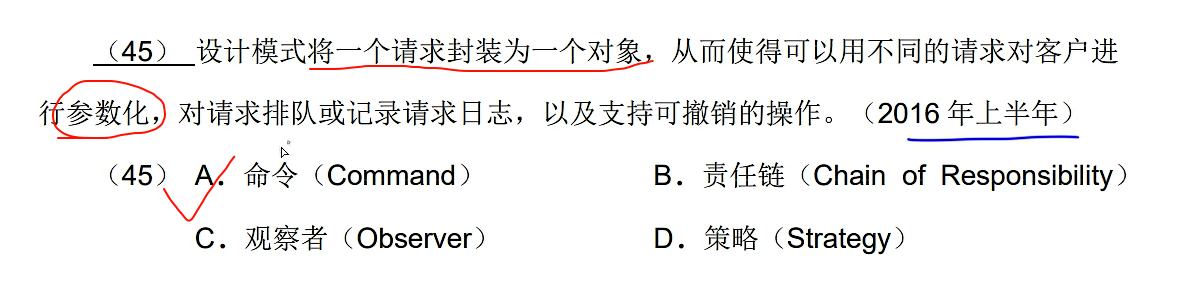 （45） 设计模式将一个请求封装为一个对象，从而使得可以用不同的请求对客户进
行参数化，对请求排队或记录请求日志，以及支持可撤销的操作。（2016 年上半年）
（45） A．命令（Command） B．责任链（Chain of Responsibility）
C．观察者（Observer） D．策略（Strategy）